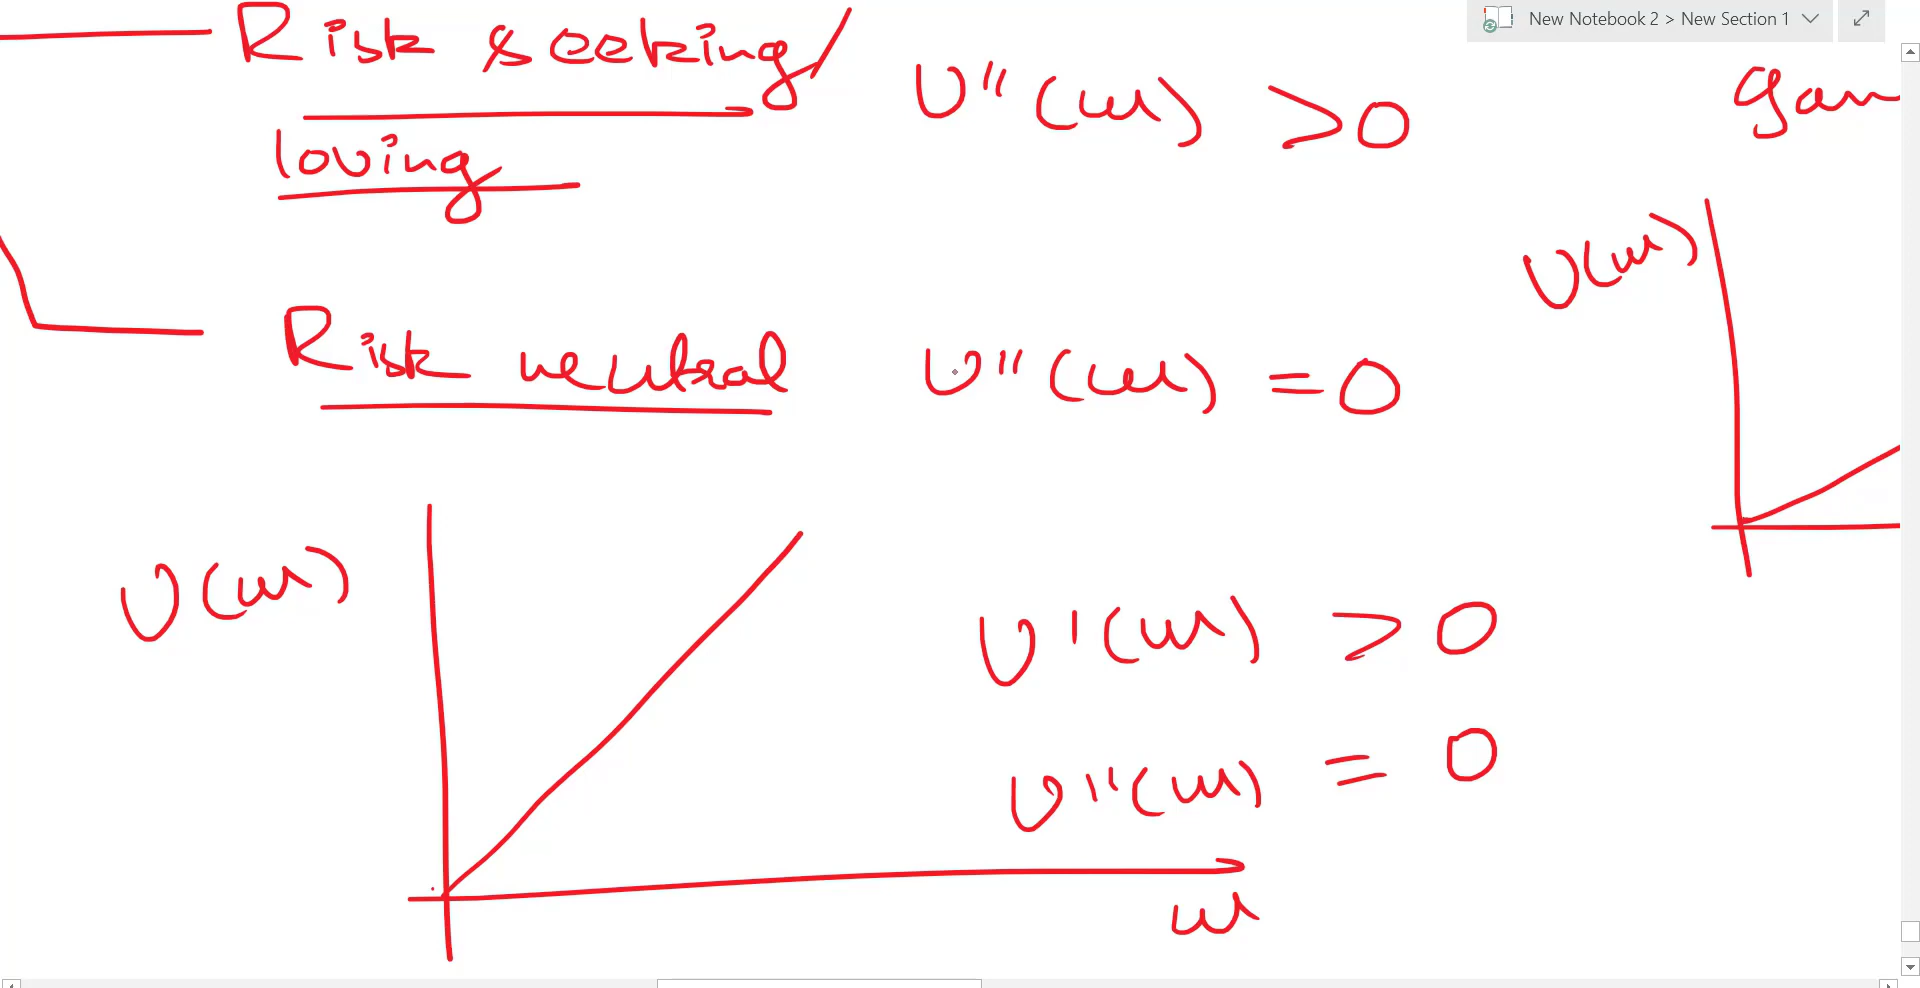 New Notebook 2 > New Section 1
Risk seeking/ U''(w) > 0
loving
U(w)
Risk neutral U''(w) = 0
U(w)
U'(w) > 0
U''(w) = 0
w